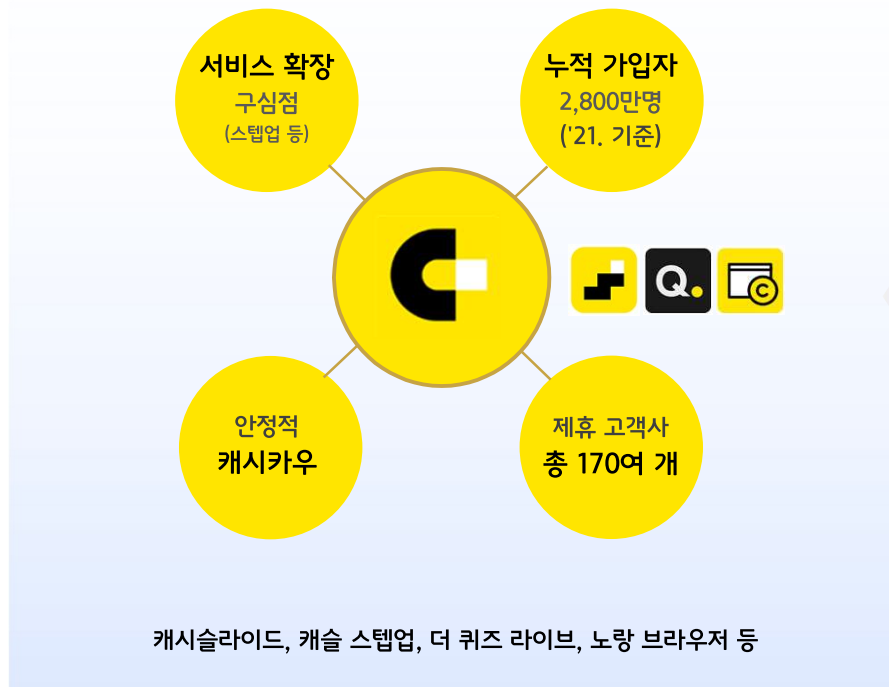 서비스 확장
구심점
(스텝업 등)
누적 가입자
2,800만명
('21. 기준)
Q.
C
안정적
캐시카우
제휴 고객사
총 170여 개
캐시슬라이드, 캐슬 스텝업, 더 퀴즈 라이브, 노랑 브라우저 등